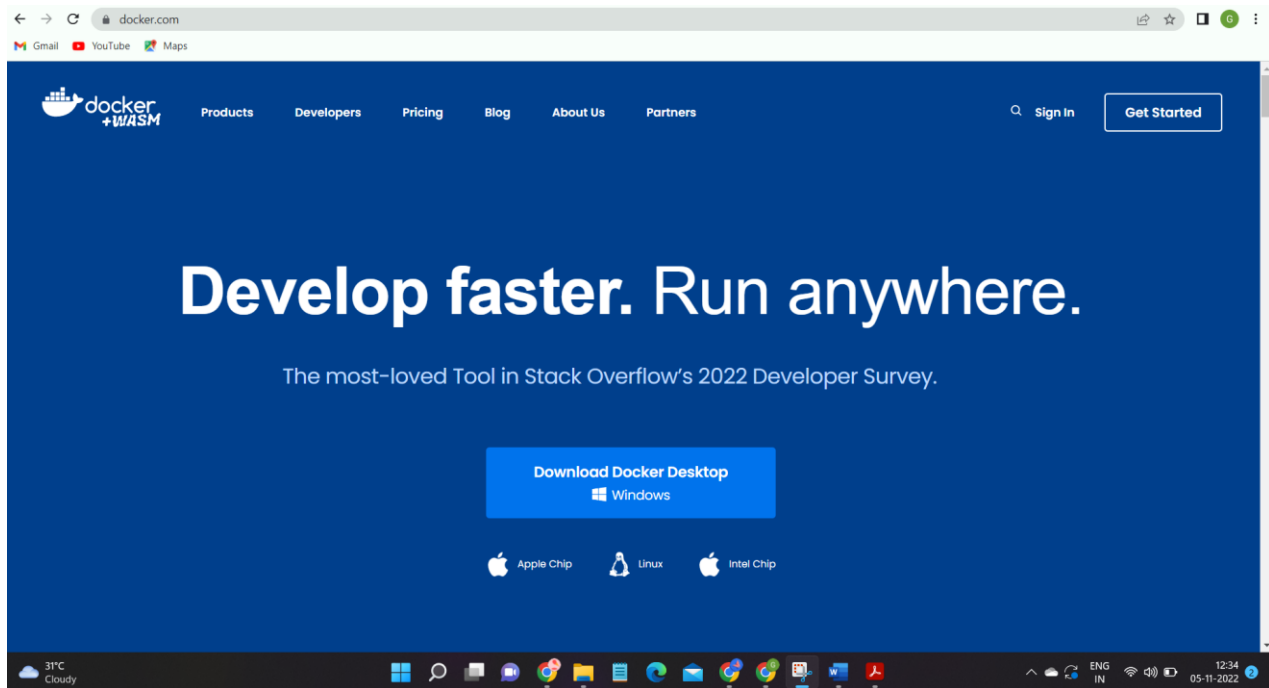 docker.com
G
Gmail YouTube Maps
docker
+WASM
Products Developers Pricing Blog About Us Partners Sign In Get Started
Develop faster. Run anywhere.
The most-loved Tool in Stack Overflow's 2022 Developer Survey.
Download Docker Desktop
Windows
Apple Chip Linux Intel Chip
31°C
Cloudy
ENG
IN
12:34
05-11-2022
2